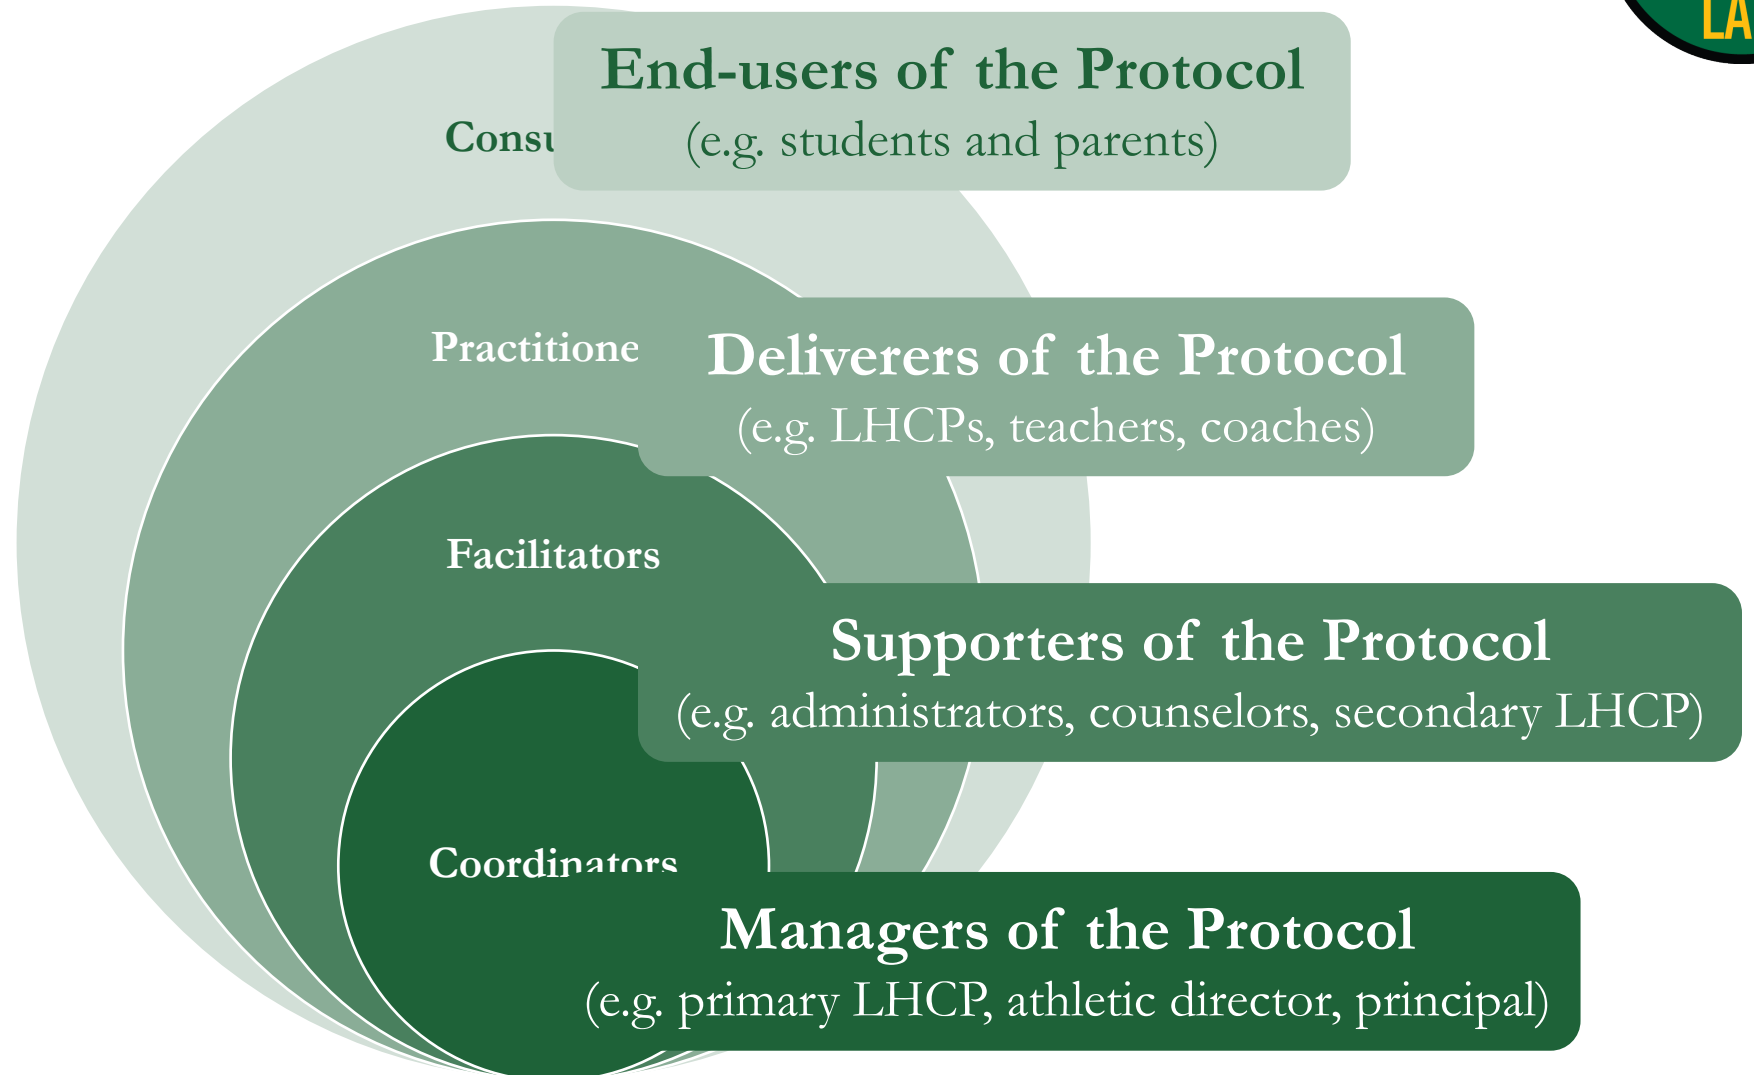 End-users of the Protocol
(e.g. students and parents)
Deliverers of the Protocol
(e.g. LHCPs, teachers, coaches)
Facilitators
Supporters of the Protocol
(e.g. administrators, counselors, secondary LHCP)
Coordinators
Managers of the Protocol
(e.g. primary LHCP, athletic director, principal)